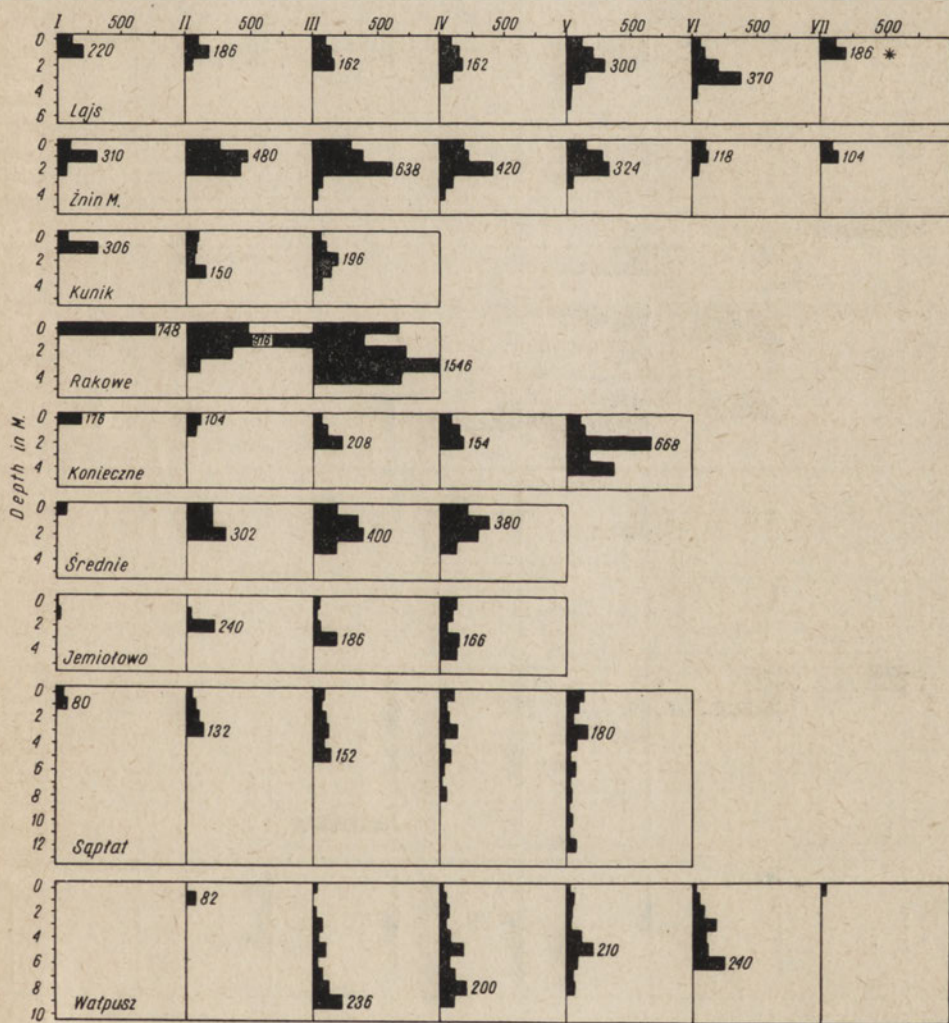 I 500 II 500 III 500 IV 500 V 500 VI 500 VII 500
0 220 186 162 162 300 370 186 *
2
4
6 Lajs
0 310 480 638 420 324 118 104
2
4 Żnin M.
0 306 150 196
2
4 Kunik
0 748 918 1546
2
4 Rakowe
Depth in M.
0 176 104 208 154 668
2
4 Konieczne
0 302 400 380
2
4 Średnie
0 240 186 166
2
4 Jemiołowo
0 80 132 152 180
2
4
6
8
10
12 Sąpłat
0 82 236 200 210 240
2
4
6
8
10 Wałpusz